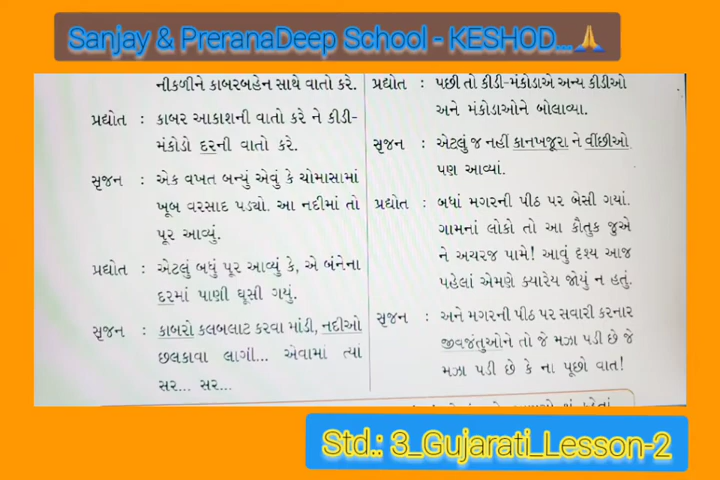 Sanjay & PreranaDeep School - KESHOD...🙏
નીકળીને કાબરબહેન સાથે વાતો કરે.
પ્રદ્યોત : કાબર આકાશની વાતો કરે ને કીડી-
મંકોડો દરની વાતો કરે.
સૃજન : એક વખત બન્યું એવું કે ચોમાસામાં
ખૂબ વરસાદ પડ્યો. આ નદીમાં તો
પૂર આવ્યું.
પ્રદ્યોત : એટલું બધું પૂર આવ્યું કે, એ બંનેના
દરમાં પાણી ઘૂસી ગયું.
સૃજન : કાબરો કલબલાટ કરવા માંડી, નદીઓ
છલકાવા લાગી... એવામાં ત્યાં
સર... સર...
પ્રદ્યોત : પછી તો કીડી-મંકોડાએ અન્ય કીડીઓ
અને મંકોડાઓને બોલાવ્યા.
સૃજન : એટલું જ નહીં કાનખજૂરા ને વીંછીઓ
પણ આવ્યાં.
પ્રદ્યોત : બધાં મગરની પીઠ પર બેસી ગયાં.
ગામનાં લોકો તો આ કૌતુક જુએ
ને અચરજ પામે! આવું દૃશ્ય આજ
પહેલાં એમણે ક્યારેય જોયું ન હતું.
સૃજન : અને મગરની પીઠ પર સવારી કરનાર
જીવજંતુઓને તો જે મઝા પડી છે જે
મઝા પડી છે કે ના પૂછો વાત!
Std.: 3_Gujarati_Lesson-2